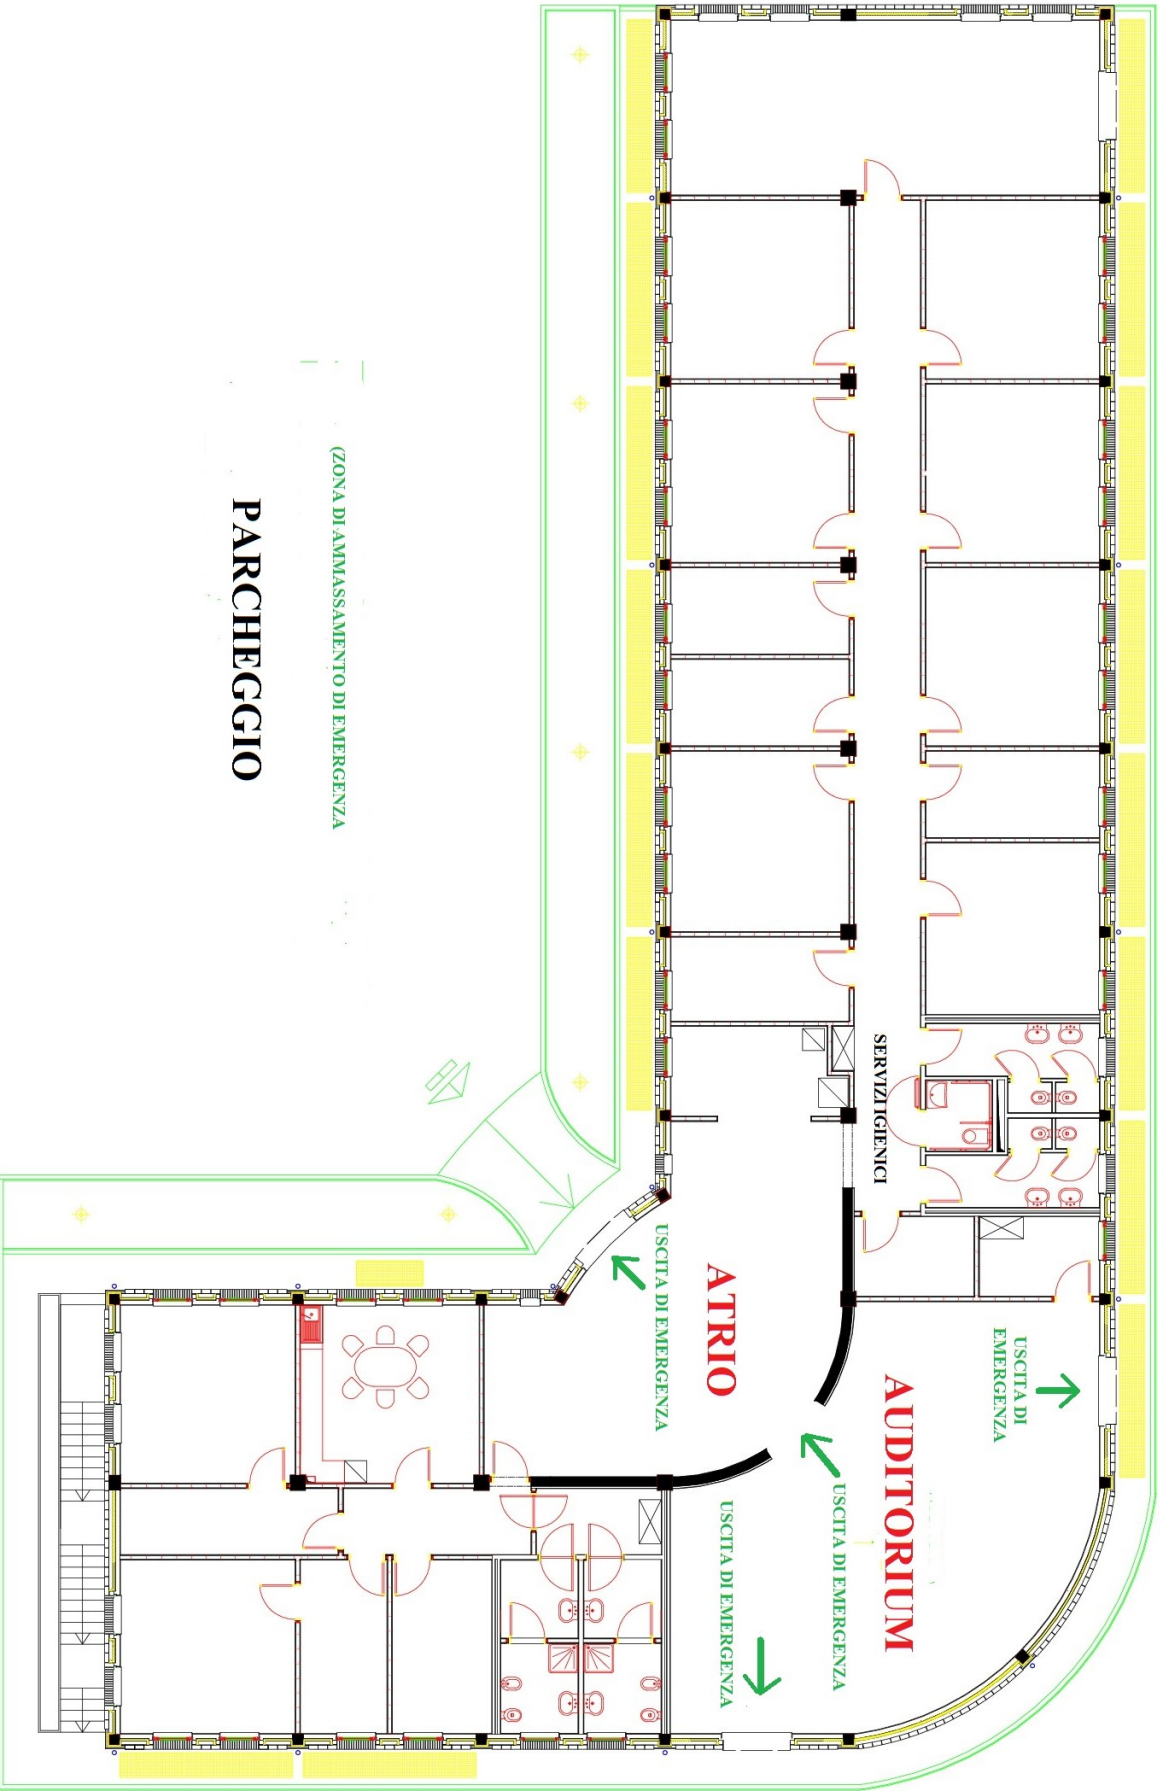 PARCHEGGIO
(ZONA DI AMMASSAMENTO DI EMERGENZA
SERVIZI IGIENICI
ATRIO
USCITA DI EMERGENZA
AUDITORIUM
USCITA DI
EMERGENZA
USCITA DI EMERGENZA
USCITA DI EMERGENZA